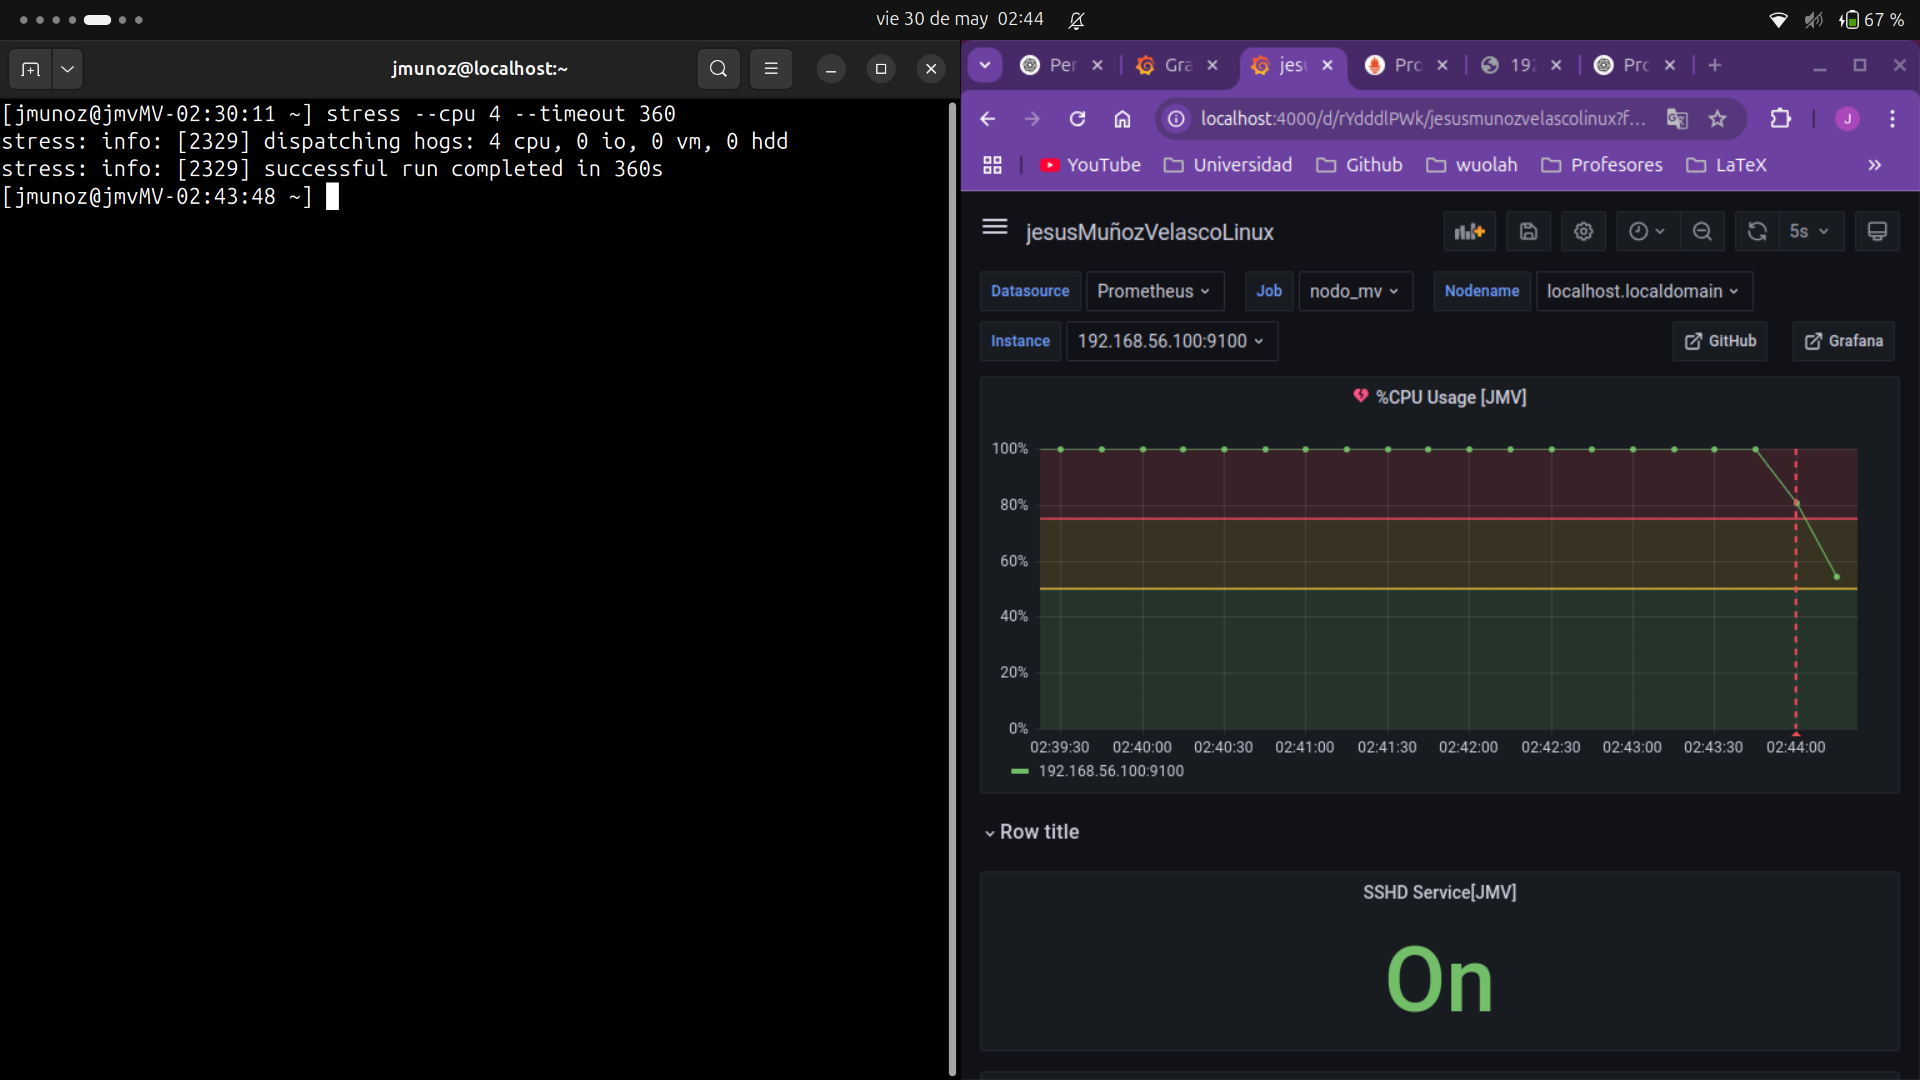 vie 30 de may 02:44
67 %
jmunoz@localhost:~
[jmunoz@jmvMV-02:30:11 ~] stress --cpu 4 --timeout 360
stress: info: [2329] dispatching hogs: 4 cpu, 0 io, 0 vm, 0 hdd
stress: info: [2329] successful run completed in 360s
[jmunoz@jmvMV-02:43:48 ~]
Per
Gra
jesu
Pro
192
Pro
localhost:4000/d/rYdddlPWk/jesusmunozvelascolinux?f...
J
YouTube
Universidad
Github
wuolah
Profesores
LaTeX
»
jesusMuñozVelascoLinux
5s
Datasource Prometheus
Job nodo_mv
Nodename localhost.localdomain
Instance 192.168.56.100:9100
GitHub
Grafana
%CPU Usage [JMV]
100%
80%
60%
40%
20%
0%
02:39:30 02:40:00 02:40:30 02:41:00 02:41:30 02:42:00 02:42:30 02:43:00 02:43:30 02:44:00
192.168.56.100:9100
Row title
SSHD Service[JMV]
On